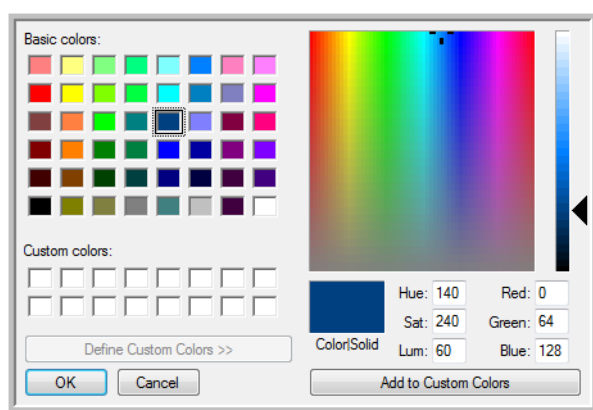 Basic colors:
Custom colors:
Define Custom Colors >>
OK Cancel
Color|Solid
Hue: 140 Red: 0
Sat: 240 Green: 64
Lum: 60 Blue: 128
Add to Custom Colors